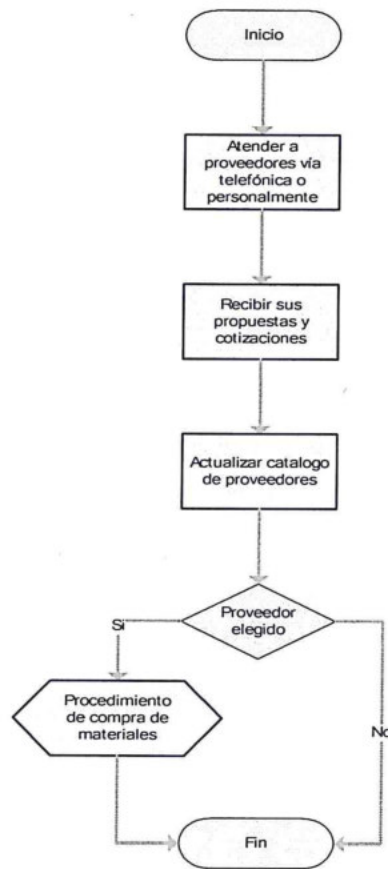 Inicio
Atender a
proveedores vía
telefónica o
personalmente
Recibir sus
propuestas y
cotizaciones
Actualizar catalogo
de proveedores
Proveedor
elegido
Si
Procedimiento
de compra de
materiales
No
Fin